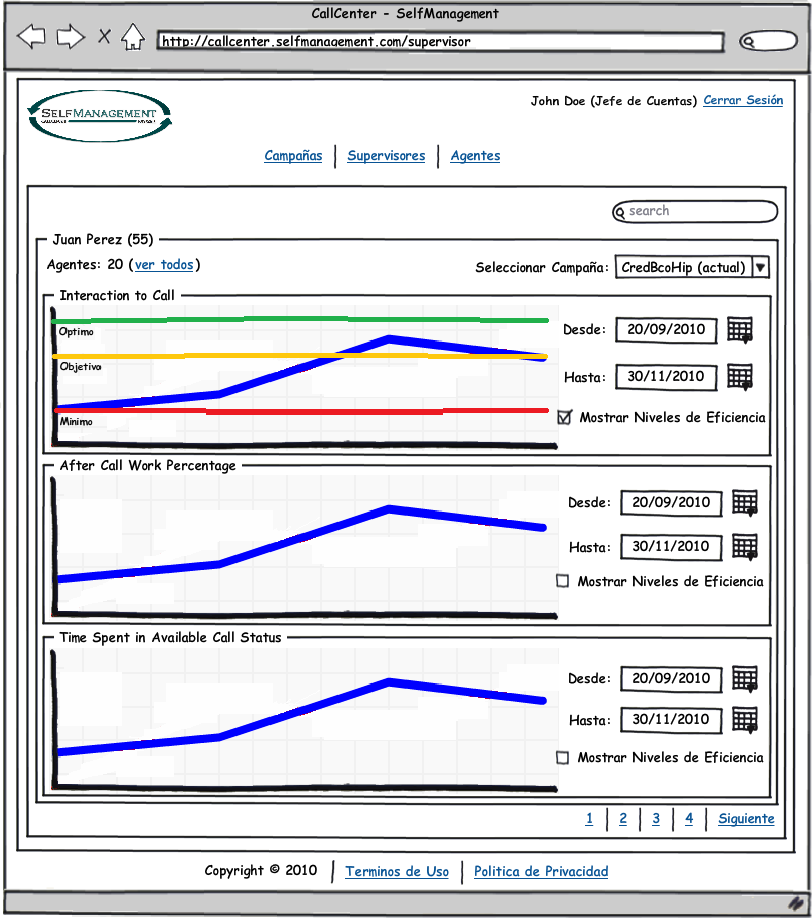 CallCenter - SelfManagement
http://callcenter.selfmanagement.com/supervisor
SELFMANAGEMENT
John Doe (Jefe de Cuentas) Cerrar Sesión
Campañas | Supervisores | Agentes
search
Juan Perez (55)
Agentes: 20 (ver todos)
Seleccionar Campaña: CredBcoHip (actual)
Interaction to Call
Optimo
Objetivo
Minimo
Desde: 20/09/2010
Hasta: 30/11/2010
Mostrar Niveles de Eficiencia
After Call Work Percentage
Desde: 20/09/2010
Hasta: 30/11/2010
Mostrar Niveles de Eficiencia
Time Spent in Available Call Status
Desde: 20/09/2010
Hasta: 30/11/2010
Mostrar Niveles de Eficiencia
1 | 2 | 3 | 4 | Siguiente
Copyright © 2010 | Terminos de Uso | Politica de Privacidad